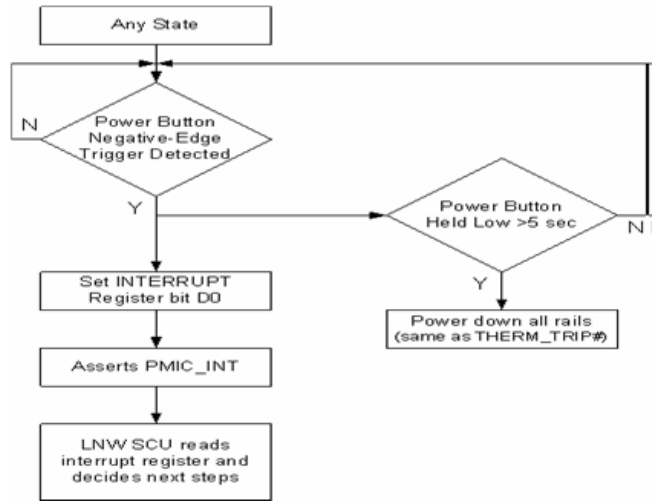 Any State
N
Power Button
Negative-Edge
Trigger Detected
Y
Power Button
Held Low >5 sec
N
Y
Set INTERRUPT
Register bit D0
Power down all rails
(same as THERM_TRIP#)
Asserts PMIC_INT
LNW SCU reads
interrupt register and
decides next steps